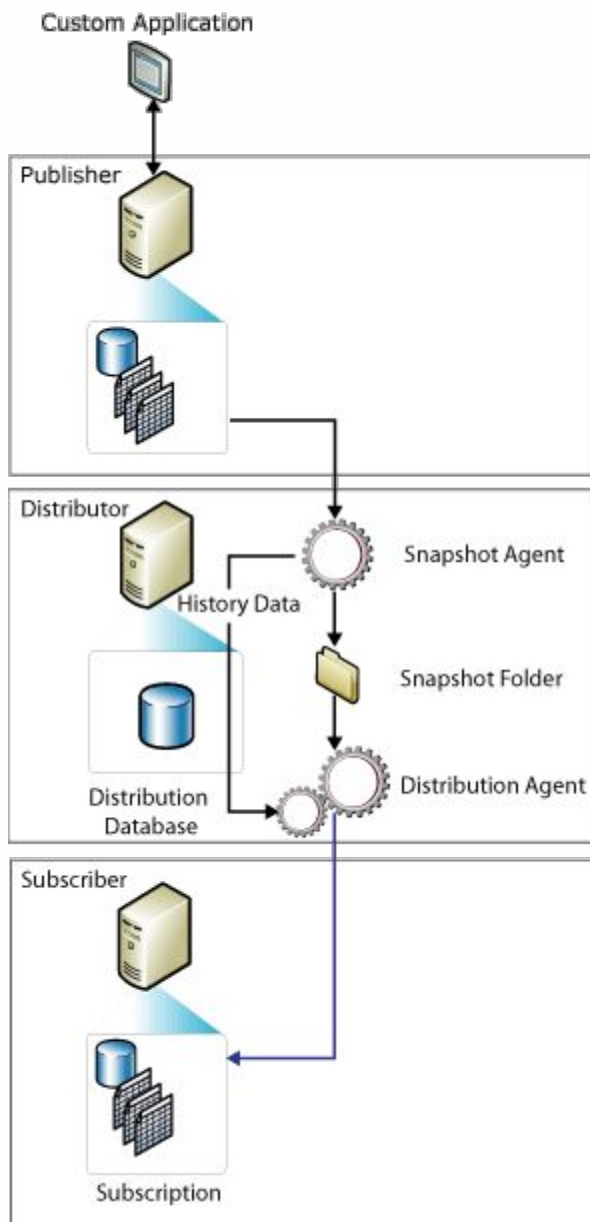 Custom Application
Publisher
Distributor
Snapshot Agent
History Data
Snapshot Folder
Distribution Agent
Distribution
Database
Subscriber
Subscription